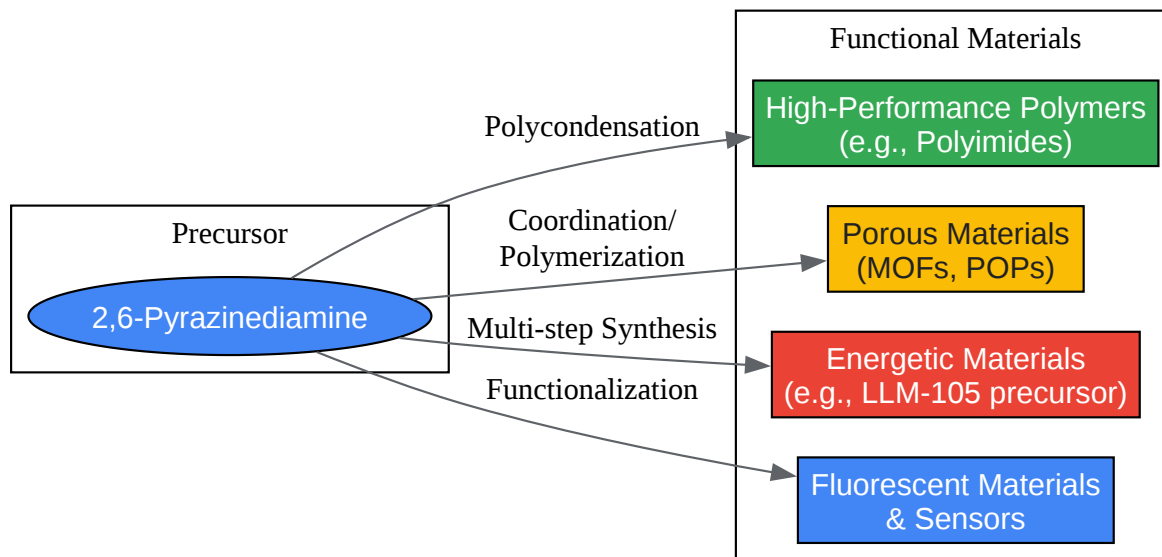 Functional Materials
High-Performance Polymers
(e.g., Polyimides)
Polycondensation
Precursor
Coordination/
Polymerization
Porous Materials
(MOFs, POPs)
2,6-Pyrazinediamine
Multi-step Synthesis
Energetic Materials
(e.g., LLM-105 precursor)
Functionalization
Fluorescent Materials
& Sensors